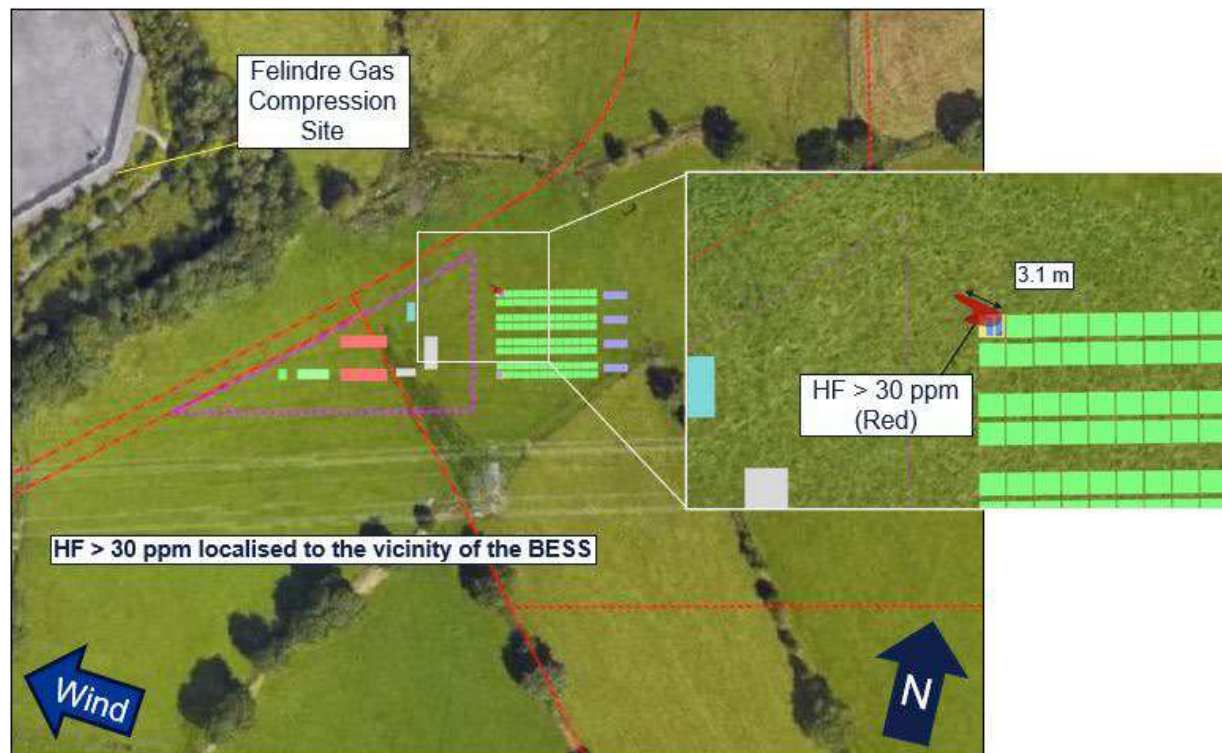 Felindre Gas
Compression
Site
3.1 m
HF > 30 ppm
(Red)
HF > 30 ppm localised to the vicinity of the BESS
Wind
N